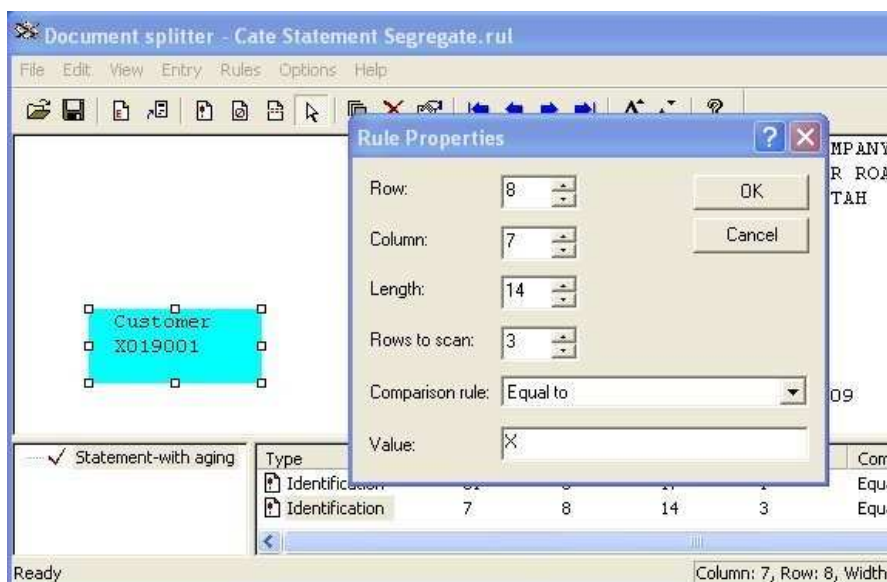 Document splitter - Cate Statement Segregate.rul
File Edit View Entry Rules Options Help
Rule Properties
MPANY
R ROA
TAH
Row: 8 OK
Column: 7 Cancel
Length: 14
Customer
X019001
Rows to scan: 3
Comparison rule: Equal to
09
Value: X
Statement-with aging
Type Com
Identification Equa
Identification 7 8 14 3 Equa
Ready Column: 7, Row: 8, Width